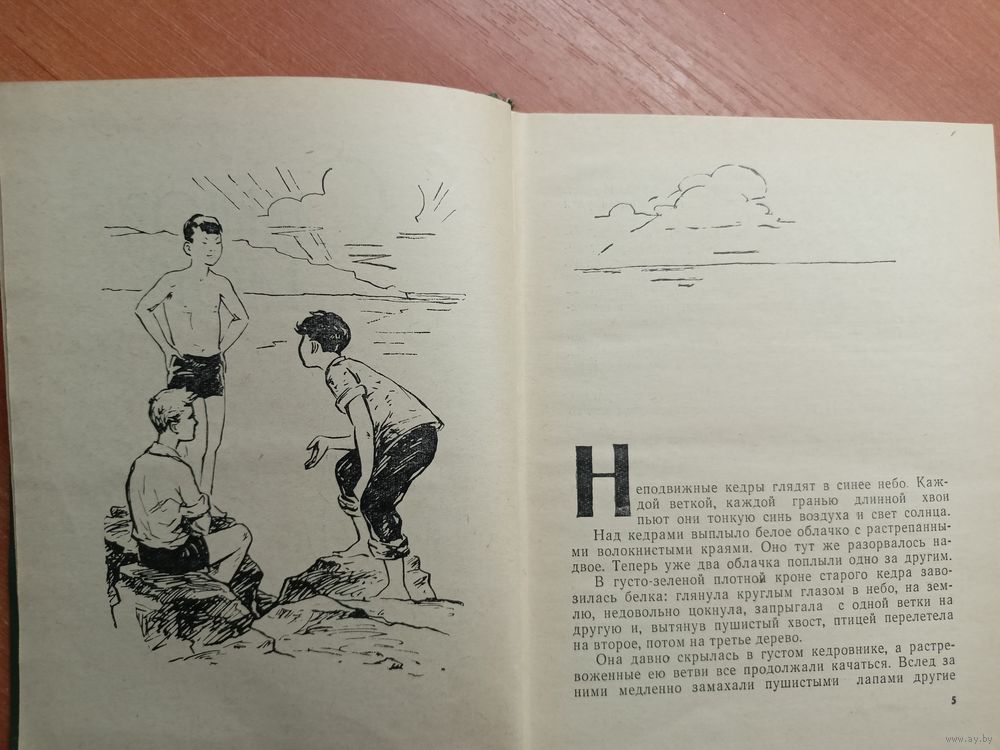 Неподвижные кедры глядят в синее небо. Каж-
дой веткой, каждой гранью длинной хвои
пьют они тонкую синь воздуха и свет солнца.
Над кедрами выплыло белое облачко с растрепанны-
ми волокнистыми краями. Оно тут же разорвалось на-
двое. Теперь уже два облачка поплыли одно за другим.
В густо-зеленой плотной кроне старого кедра заво-
зилась белка: глянула круглым глазом в небо, на зем-
лю, недовольно цокнула, запрыгала с одной ветки на
другую и, вытянув пушистый хвост, птицей перелетела
на второе, потом на третье дерево.
Она давно скрылась в густом кедровнике, а растре-
воженные ею ветви все продолжали качаться. Вслед за
ними медленно замахали пушистыми лапами другие
5
www.ay.by